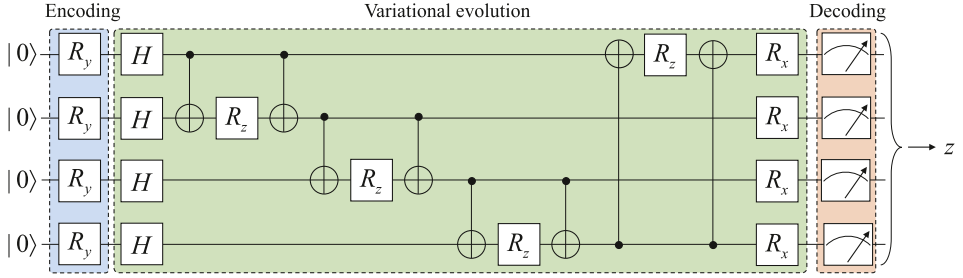 Encoding Variational evolution Decoding
R_z
|0⟩ R_y H R_x
R_z z
|0⟩ R_y H R_x
R_z
|0⟩ R_y H R_x
R_z
|0⟩ R_y H R_x